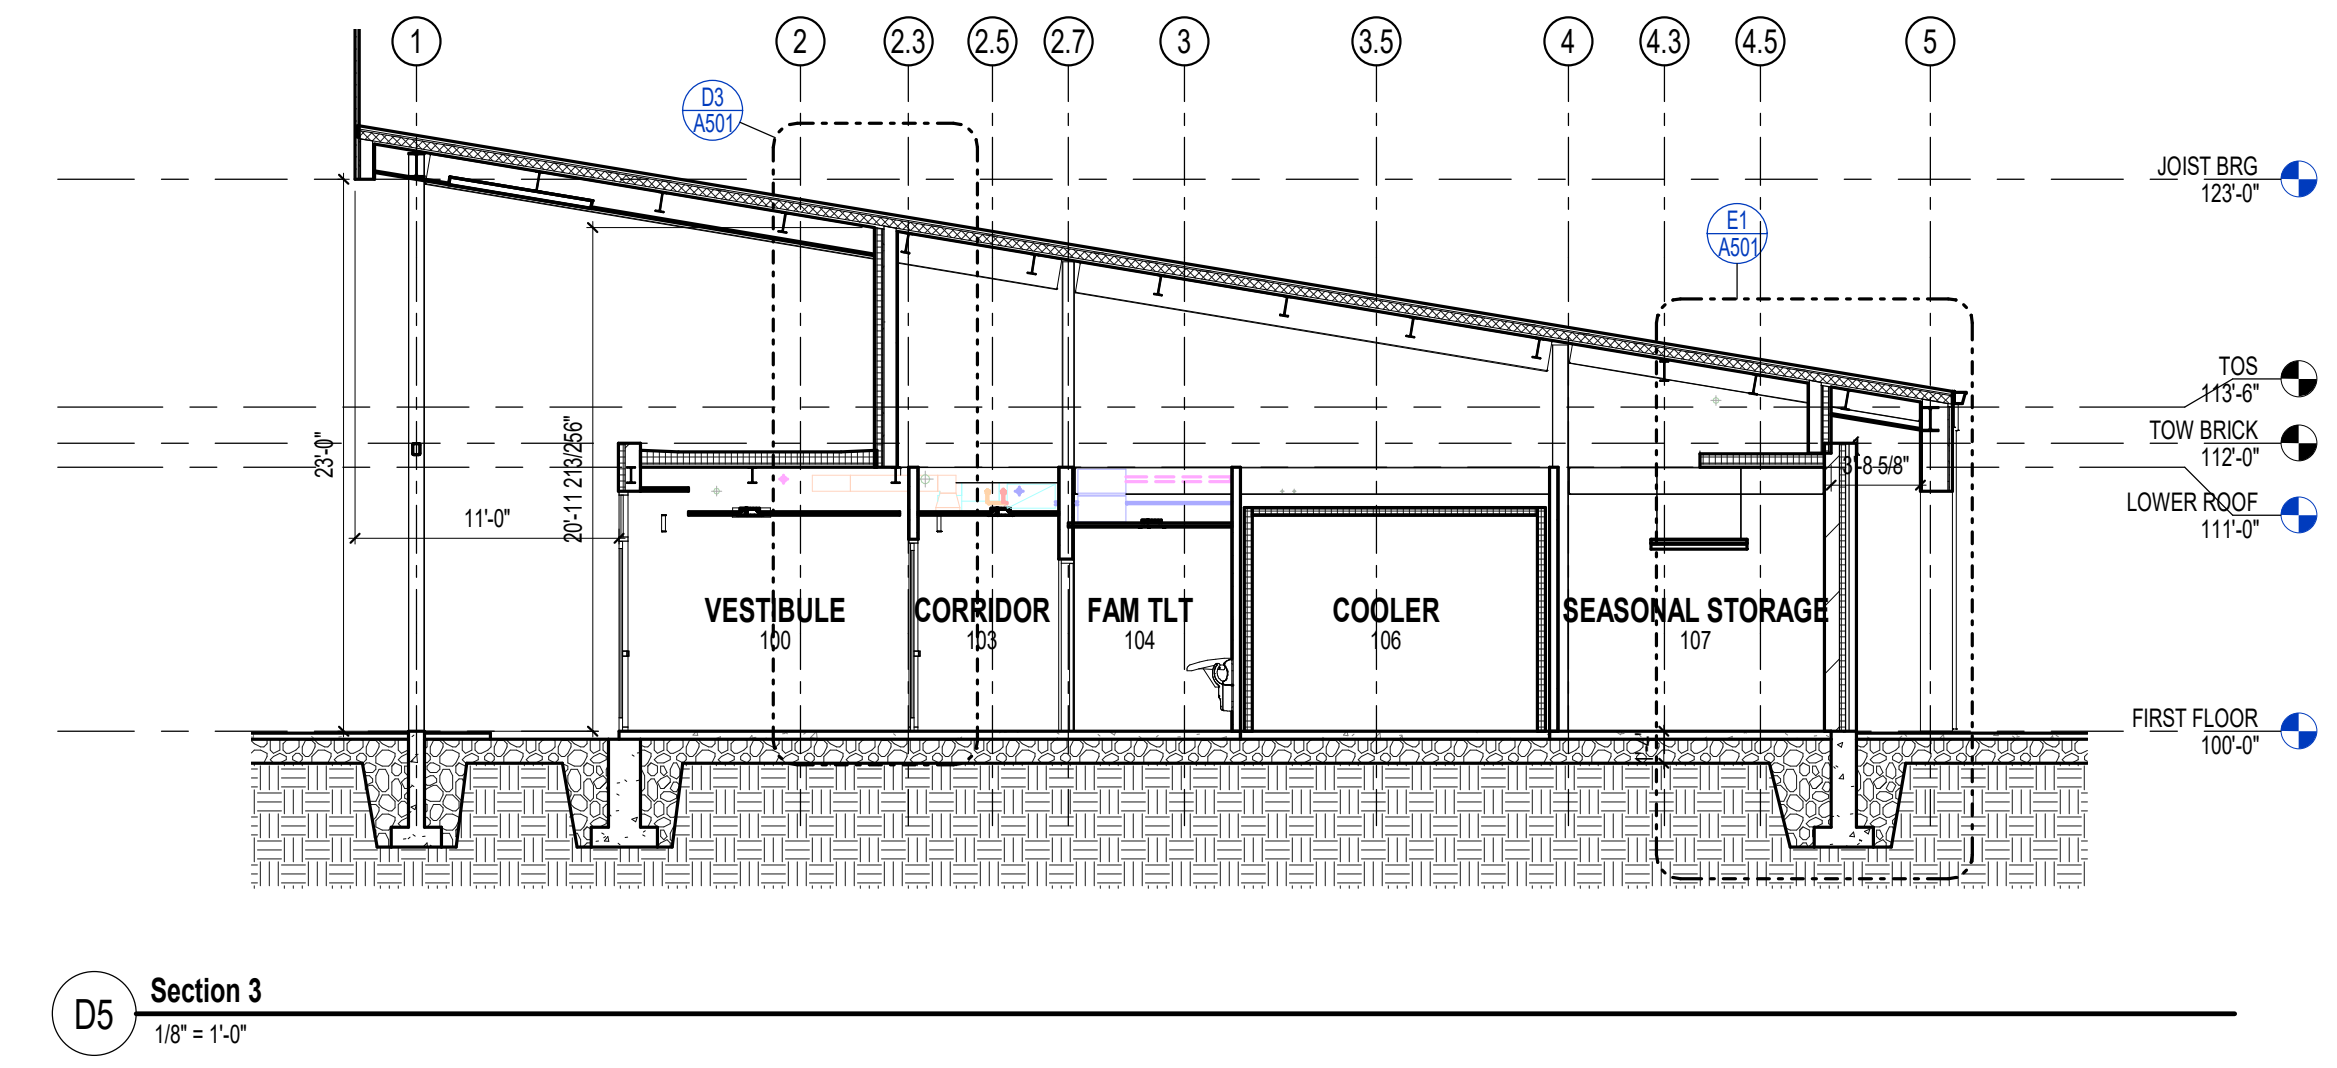 1
2
2.3
2.5
2.7
3
3.5
4
4.3
4.5
5
D3
A501
E1
A501
JOIST BRG
123'-0"
TOS
113'-6"
TOW BRICK
112'-0"
LOWER ROOF
111'-0"
FIRST FLOOR
100'-0"
23'-0"
11'-0"
20'-11 213/256"
3'-8 5/8"
VESTIBULE
100
CORRIDOR
103
FAM TLT
104
COOLER
106
SEASONAL STORAGE
107
D5
Section 3
1/8" = 1'-0"